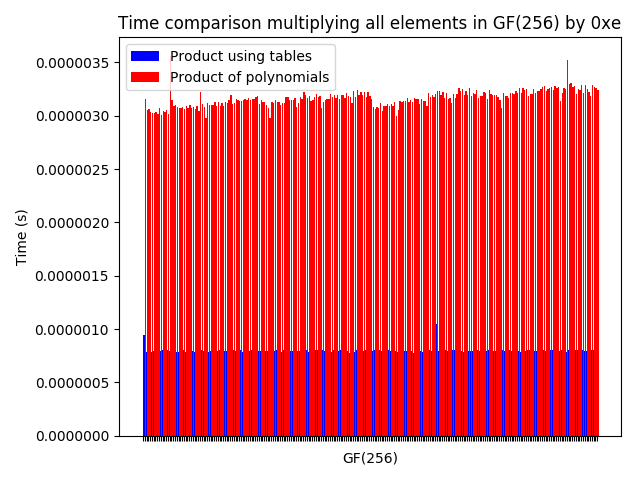 Time comparison multiplying all elements in GF(256) by 0xe
Product using tables
Product of polynomials
0.0000035
0.0000030
0.0000025
0.0000020
0.0000015
0.0000010
0.0000005
0.0000000
Time (s)
GF(256)